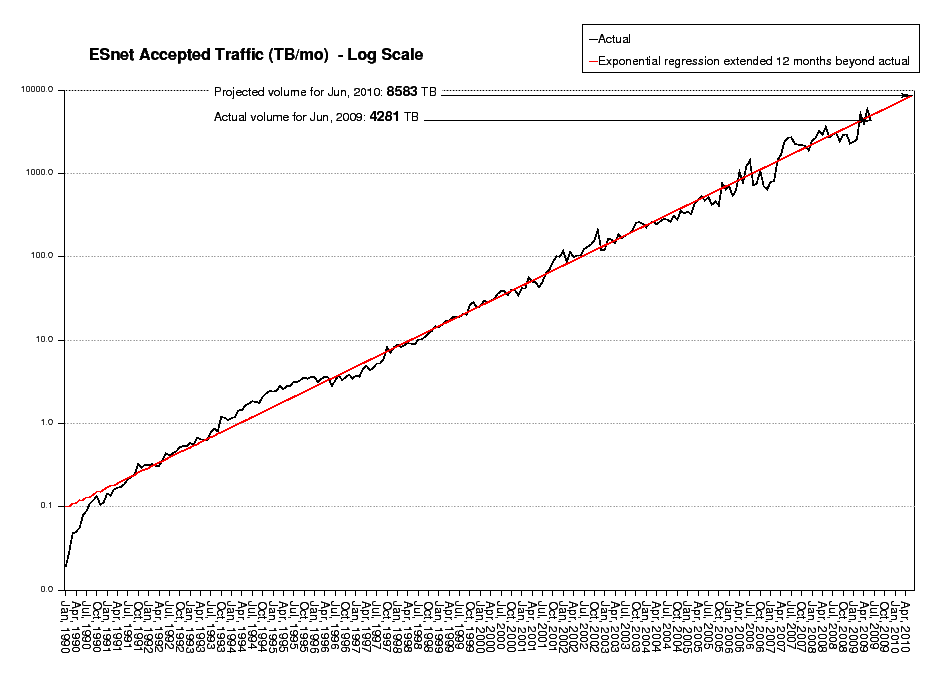 ESnet Accepted Traffic (TB/mo) - Log Scale
Actual
Exponential regression extended 12 months beyond actual
Projected volume for Jun, 2010: 8583 TB
Actual volume for Jun, 2009: 4281 TB
10000.0
1000.0
100.0
10.0
1.0
0.1
0.0
Jan, 1990
Apr, 1990
Jul, 1990
Oct, 1990
Jan, 1991
Apr, 1991
Jul, 1991
Oct, 1991
Jan, 1992
Apr, 1992
Jul, 1992
Oct, 1992
Jan, 1993
Apr, 1993
Jul, 1993
Oct, 1993
Jan, 1994
Apr, 1994
Jul, 1994
Oct, 1994
Jan, 1995
Apr, 1995
Jul, 1995
Oct, 1995
Jan, 1996
Apr, 1996
Jul, 1996
Oct, 1996
Jan, 1997
Apr, 1997
Jul, 1997
Oct, 1997
Jan, 1998
Apr, 1998
Jul, 1998
Oct, 1998
Jan, 1999
Apr, 1999
Jul, 1999
Oct, 1999
Jan, 2000
Apr, 2000
Jul, 2000
Oct, 2000
Jan, 2001
Apr, 2001
Jul, 2001
Oct, 2001
Jan, 2002
Apr, 2002
Jul, 2002
Oct, 2002
Jan, 2003
Apr, 2003
Jul, 2003
Oct, 2003
Jan, 2004
Apr, 2004
Jul, 2004
Oct, 2004
Jan, 2005
Apr, 2005
Jul, 2005
Oct, 2005
Jan, 2006
Apr, 2006
Jul, 2006
Oct, 2006
Jan, 2007
Apr, 2007
Jul, 2007
Oct, 2007
Jan, 2008
Apr, 2008
Jul, 2008
Oct, 2008
Jan, 2009
Apr, 2009
Jul, 2009
Oct, 2009
Jan, 2010
Apr, 2010